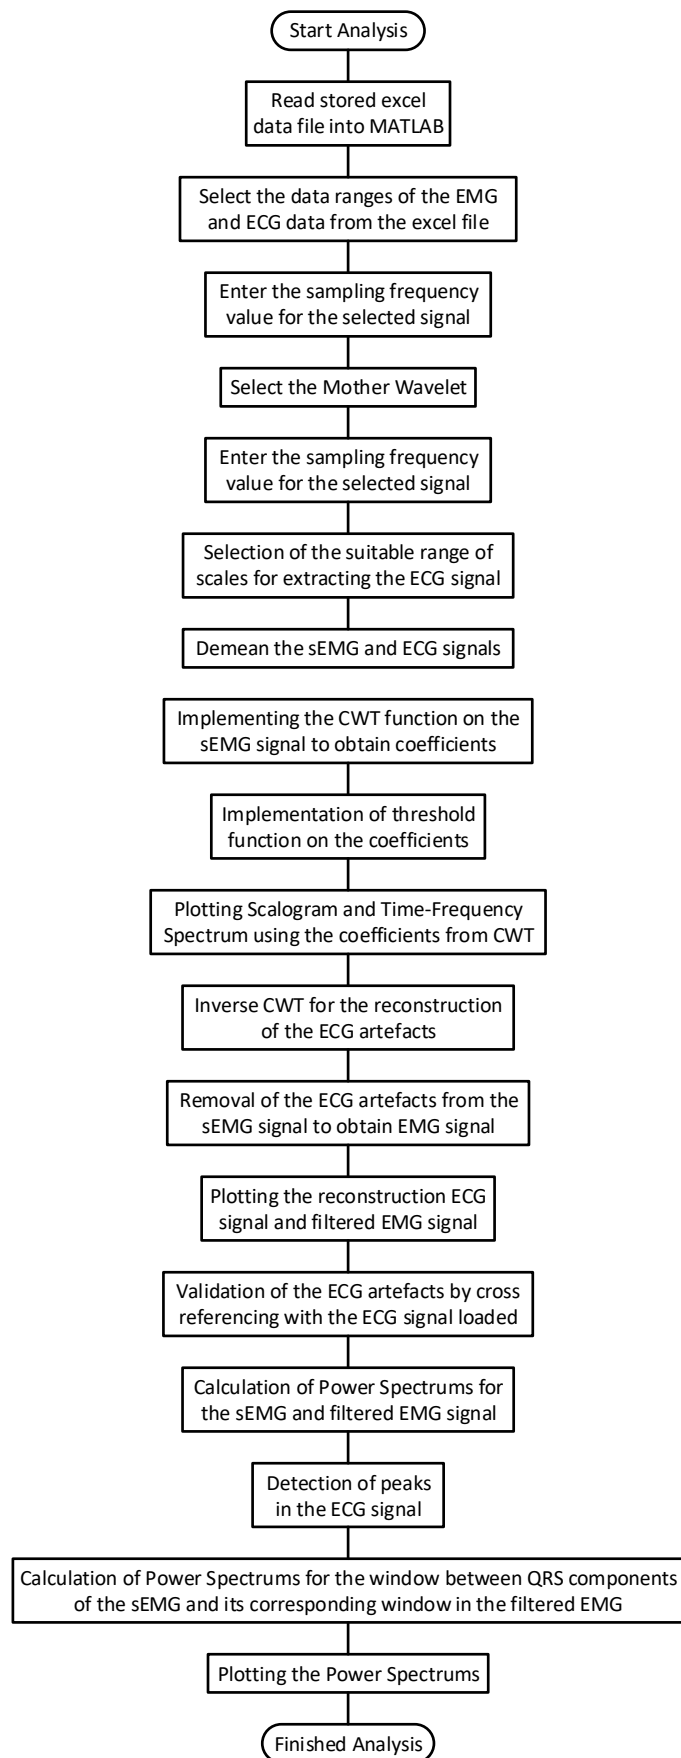 Start Analysis
Read stored excel
data file into MATLAB
Select the data ranges of the EMG
and ECG data from the excel file
Enter the sampling frequency
value for the selected signal
Select the Mother Wavelet
Enter the sampling frequency
value for the selected signal
Selection of the suitable range of
scales for extracting the ECG signal
Demean the sEMG and ECG signals
Implementing the CWT function on the
sEMG signal to obtain coefficients
Implementation of threshold
function on the coefficients
Plotting Scalogram and Time-Frequency
Spectrum using the coefficients from CWT
Inverse CWT for the reconstruction
of the ECG artefacts
Removal of the ECG artefacts from the
sEMG signal to obtain EMG signal
Plotting the reconstruction ECG
signal and filtered EMG signal
Validation of the ECG artefacts by cross
referencing with the ECG signal loaded
Calculation of Power Spectrums for
the sEMG and filtered EMG signal
Detection of peaks
in the ECG signal
Calculation of Power Spectrums for the window between QRS components
of the sEMG and its corresponding window in the filtered EMG
Plotting the Power Spectrums
Finished Analysis